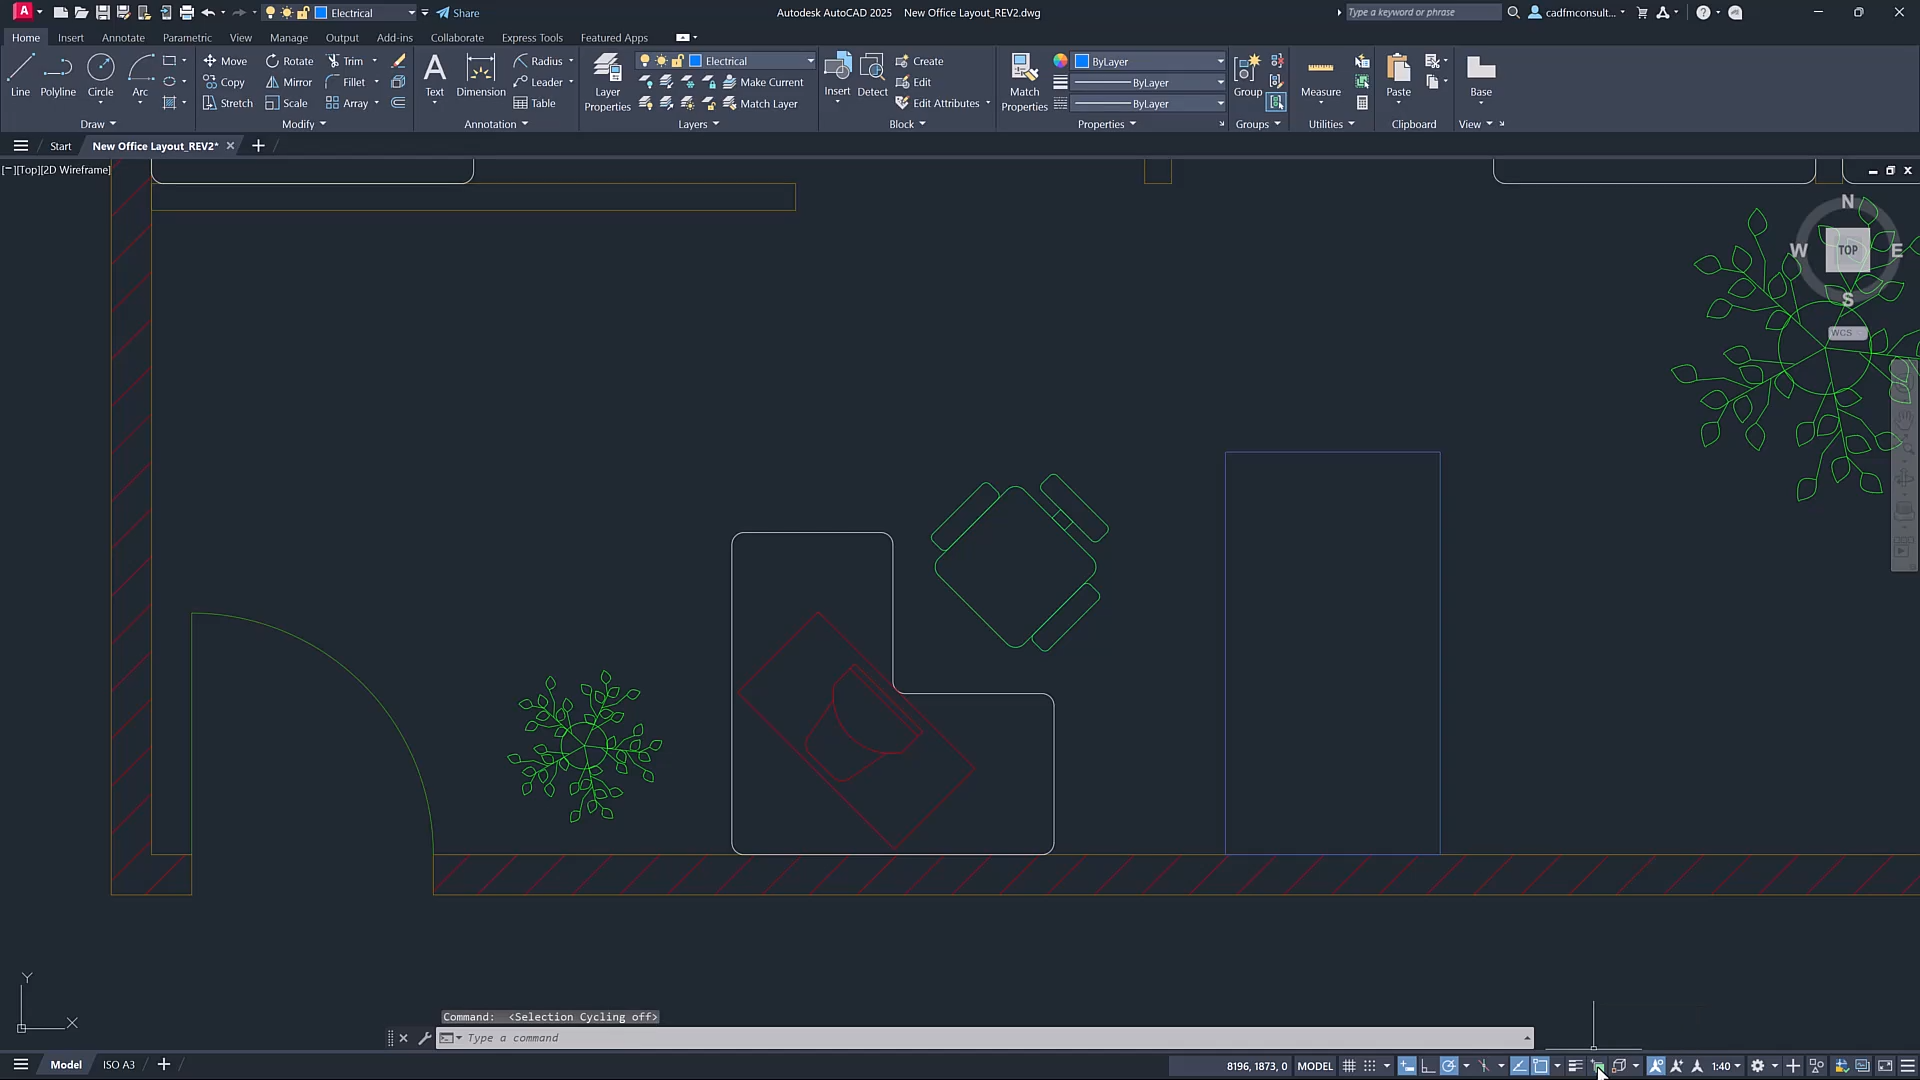 Electrical
Share
Autodesk AutoCAD 2025 New Office Layout_REV2.dwg
Type a keyword or phrase
cadfmconsult...
Home Insert Annotate Parametric View Manage Output Add-ins Collaborate Express Tools Featured Apps
Line Polyline Circle Arc
Move Rotate Trim
Copy Mirror Fillet
Stretch Scale Array
Text Dimension
Radius
Leader
Table
Layer Properties
Electrical
Make Current
Match Layer
Insert Detect
Create
Edit
Edit Attributes
Match Properties
ByLayer
ByLayer
ByLayer
Group
Measure
Paste
Base
Draw Modify Annotation Layers Block Properties Groups Utilities Clipboard View
Start New Office Layout_REV2*
[−][Top][2D Wireframe]
N
W TOP E
S
WCS
Y
X
Command: <Selection Cycling off>
Type a command
Model ISO A3
8196, 1873, 0 MODEL 1:40